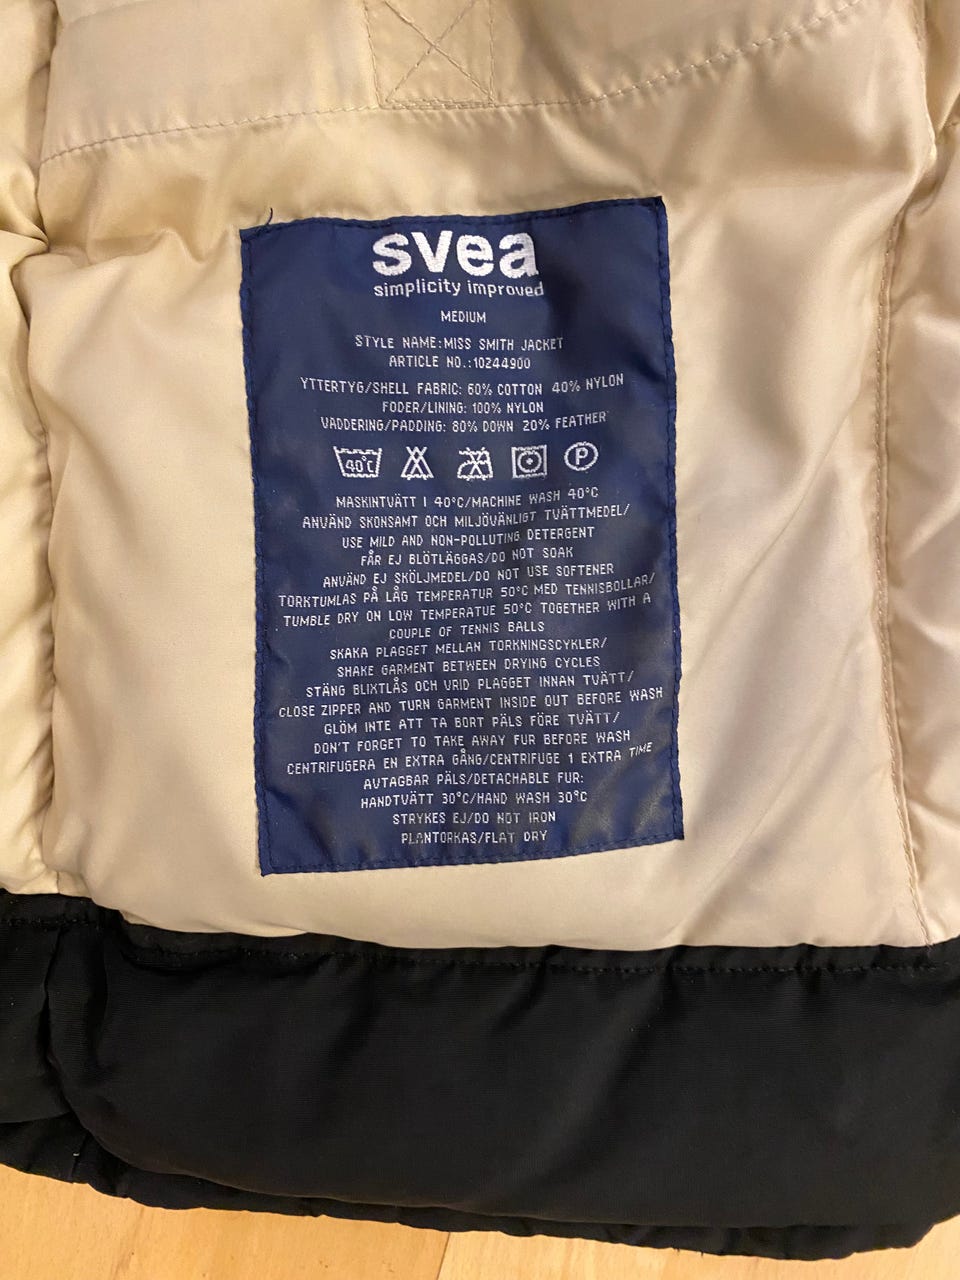 svea
simplicity improved
MEDIUM
STYLE NAME:MISS SMITH JACKET
ARTICLE NO.:10244900
YTTERTYG/SHELL FABRIC: 60% COTTON 40% NYLON
FODER/LINING: 100% NYLON
VADDERING/PADDING: 80% DOWN 20% FEATHER
40°C P
MASKINTVÄTT I 40°C/MACHINE WASH 40°C
ANVÄND SKONSAMT OCH MILJÖVÄNLIGT TVÄTTMEDEL/
USE MILD AND NON-POLLUTING DETERGENT
FÅR EJ BLÖTLÄGGAS/DO NOT SOAK
ANVÄND EJ SKÖLJMEDEL/DO NOT USE SOFTENER
TORKTUMLAS PÅ LÅG TEMPERATUR 50°C MED TENNISBOLLAR/
TUMBLE DRY ON LOW TEMPERATUE 50°C TOGETHER WITH A
COUPLE OF TENNIS BALLS
SKAKA PLAGGET MELLAN TORKNINGSCYKLER/
SHAKE GARMENT BETWEEN DRYING CYCLES
STÄNG BLIXTLÅS OCH VRID PLAGGET INNAN TVÄTT/
CLOSE ZIPPER AND TURN GARMENT INSIDE OUT BEFORE WASH
GLÖM INTE ATT TA BORT PÄLS FÖRE TVÄTT/
DON'T FORGET TO TAKE AWAY FUR BEFORE WASH
CENTRIFUGERA EN EXTRA GÅNG/CENTRIFUGE 1 EXTRA TIME
AVTAGBAR PÄLS/DETACHABLE FUR:
HANDTVÄTT 30°C/HAND WASH 30°C
STRYKES EJ/DO NOT IRON
PLANTORKAS/FLAT DRY